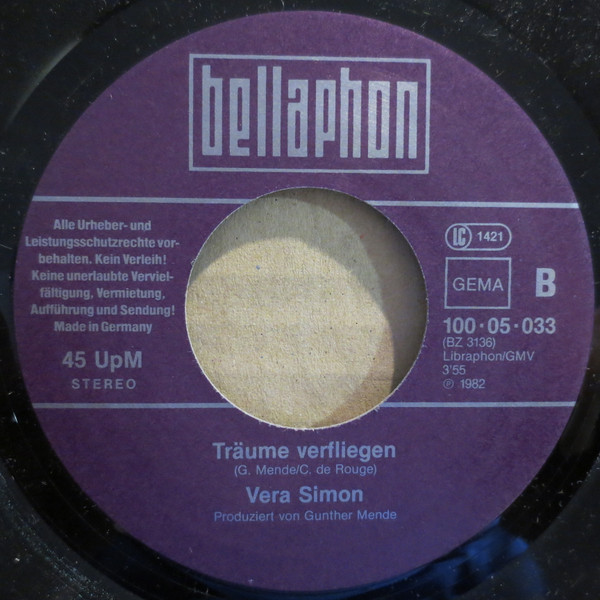 bellaphon
Alle Urheber- und
Leistungsschutzrechte vor-
behalten. Kein Verleih!
Keine unerlaubte Verviel-
fältigung, Vermietung,
Aufführung und Sendung!
Made in Germany
45 UpM
STEREO
LC 1421
GEMA B
100·05·033
(BZ 3136)
Libraphon/GMV
3'55
℗ 1982
Träume verfliegen
(G. Mende/C. de Rouge)
Vera Simon
Produziert von Gunther Mende